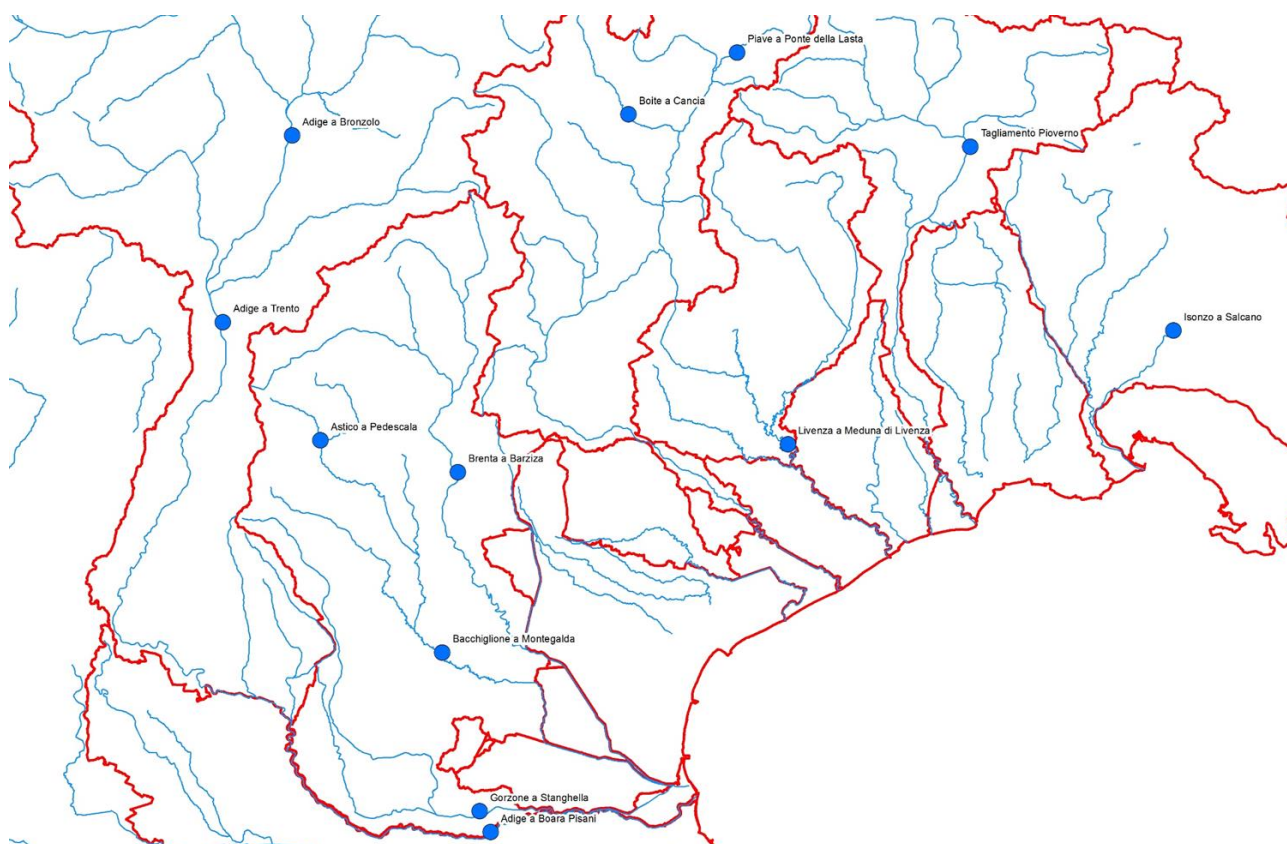 Piave a Ponte della Lasta
Boite a Cancia
Adige a Bronzolo
Tagliamento Pioverno
Adige a Trento
Isonzo a Salcano
Astico a Pedescala
Livenza a Meduna di Livenza
Brenta a Barziza
Bacchiglione a Montegalda
Gorzone a Stanghella
Adige a Boara Pisani